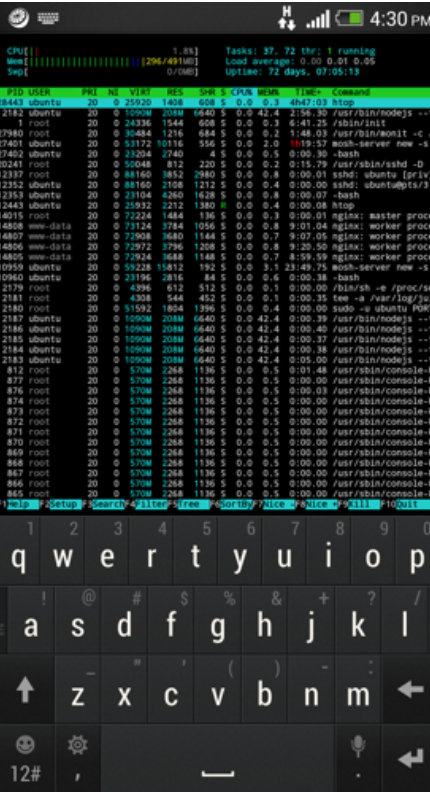 4:30 PM
CPU[|| 1.8%] Tasks: 37, 72 thr; 1 running
Mem[||||||||||||||||||||||296/491MB] Load average: 0.00 0.01 0.05
Swp[ 0/0MB] Uptime: 72 days, 07:05:13
PID USER PRI NI VIRT RES SHR S CPU% MEM% TIME+ Command
18443 ubuntu 20 0 25920 1408 608 S 0.0 0.3 4h47:03 htop
2182 ubuntu 20 0 1090M 208M 6640 S 0.0 42.4 2:56.30 /usr/bin/nodejs --
1 root 20 0 24336 1544 608 S 0.0 0.3 6:41.25 /sbin/init
27980 root 20 0 30484 1216 684 S 0.0 0.2 1:48.03 /usr/bin/monit -c
27401 ubuntu 20 0 53172 10116 556 S 0.0 2.0 1h19:57 mosh-server new -s
27402 ubuntu 20 0 23204 2740 4 S 0.0 0.5 0:00.30 -bash
20241 root 20 0 50048 812 220 S 0.0 0.2 2:15.79 /usr/sbin/sshd -D
12337 root 20 0 88160 3852 2980 S 0.0 0.8 0:00.01 sshd: ubuntu [priv]
12352 ubuntu 20 0 88160 2108 1212 S 0.0 0.4 0:00.00 sshd: ubuntu@pts/3
12353 ubuntu 20 0 23104 4260 1628 S 0.0 0.8 0:00.07 -bash
12443 ubuntu 20 0 25932 2212 1380 R 0.0 0.4 0:00.08 htop
14015 root 20 0 72224 1484 136 S 0.0 0.3 0:00.01 nginx: master proc
14808 www-data 20 0 73124 3784 1056 S 0.0 0.8 9:01.04 nginx: worker proc
14807 www-data 20 0 72908 3680 1144 S 0.0 0.7 9:07.05 nginx: worker proc
14806 www-data 20 0 72972 3796 1208 S 0.0 0.8 9:20.50 nginx: worker proc
14805 www-data 20 0 72924 3688 1148 S 0.0 0.7 8:59.59 nginx: worker proc
10959 ubuntu 20 0 59228 15812 192 S 0.0 3.1 23:49.75 mosh-server new -s
10960 ubuntu 20 0 23196 2816 84 S 0.0 0.6 0:00.38 -bash
2179 root 20 0 4396 612 512 S 0.0 0.1 0:00.00 /bin/sh -e /proc/s
2181 root 20 0 4308 544 452 S 0.0 0.1 0:00.35 tee -a /var/log/ju
2180 root 20 0 51592 1804 1396 S 0.0 0.4 0:00.00 sudo -u ubuntu POR
2187 ubuntu 20 0 1090M 208M 6640 S 0.0 42.4 0:00.39 /usr/bin/nodejs --
2186 ubuntu 20 0 1090M 208M 6640 S 0.0 42.4 0:00.40 /usr/bin/nodejs --
2185 ubuntu 20 0 1090M 208M 6640 S 0.0 42.4 0:00.37 /usr/bin/nodejs --
2184 ubuntu 20 0 1090M 208M 6640 S 0.0 42.4 0:00.38 /usr/bin/nodejs --
2183 ubuntu 20 0 1090M 208M 6640 S 0.0 42.4 0:05.00 /usr/bin/nodejs --
812 root 20 0 570M 2268 1136 S 0.0 0.5 0:01.48 /usr/sbin/console-
877 root 20 0 570M 2268 1136 S 0.0 0.5 0:00.00 /usr/sbin/console-
876 root 20 0 570M 2268 1136 S 0.0 0.5 0:00.03 /usr/sbin/console-
874 root 20 0 570M 2268 1136 S 0.0 0.5 0:00.00 /usr/sbin/console-
873 root 20 0 570M 2268 1136 S 0.0 0.5 0:00.00 /usr/sbin/console-
872 root 20 0 570M 2268 1136 S 0.0 0.5 0:00.00 /usr/sbin/console-
871 root 20 0 570M 2268 1136 S 0.0 0.5 0:00.00 /usr/sbin/console-
870 root 20 0 570M 2268 1136 S 0.0 0.5 0:00.00 /usr/sbin/console-
869 root 20 0 570M 2268 1136 S 0.0 0.5 0:00.00 /usr/sbin/console-
868 root 20 0 570M 2268 1136 S 0.0 0.5 0:00.00 /usr/sbin/console-
867 root 20 0 570M 2268 1136 S 0.0 0.5 0:00.00 /usr/sbin/console-
866 root 20 0 570M 2268 1136 S 0.0 0.5 0:00.00 /usr/sbin/console-
865 root 20 0 570M 2268 1136 S 0.0 0.5 0:00.00 /usr/sbin/console-
F1Help F2Setup F3Search F4Filter F5Tree F6SortBy F7Nice - F8Nice + F9Kill F10Quit
1 2 3 4 5 6 7 8 9 0
q w e r t y u i o p
! @ # $ % & + ? /
a s d f g h j k l
_ " ' ( ) - :
z x c v b n m
12# , .